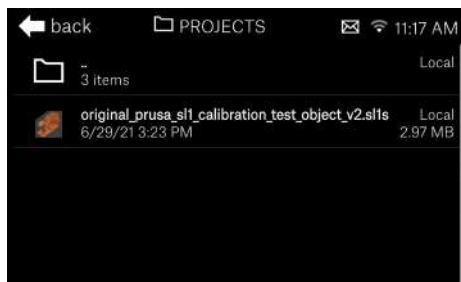 back PROJECTS 11:17 AM
.. Local
3 items
original_prusa_sl1_calibration_test_object_v2.sl1s Local
6/29/21 3:23 PM 2.97 MB